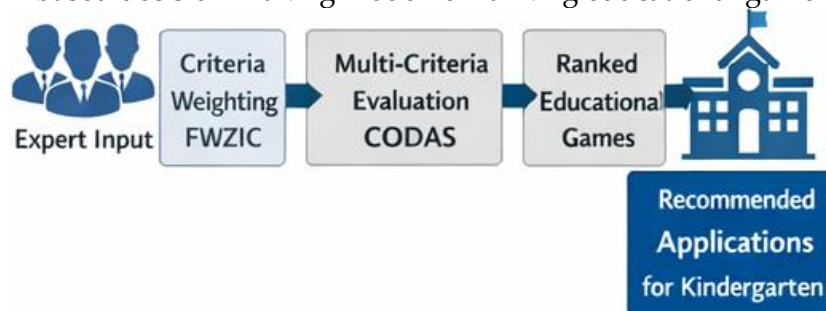 Expert Input
Criteria
Weighting
FWZIC
Multi-Criteria
Evaluation
CODAS
Ranked
Educational
Games
Recommended
Applications
for Kindergarten